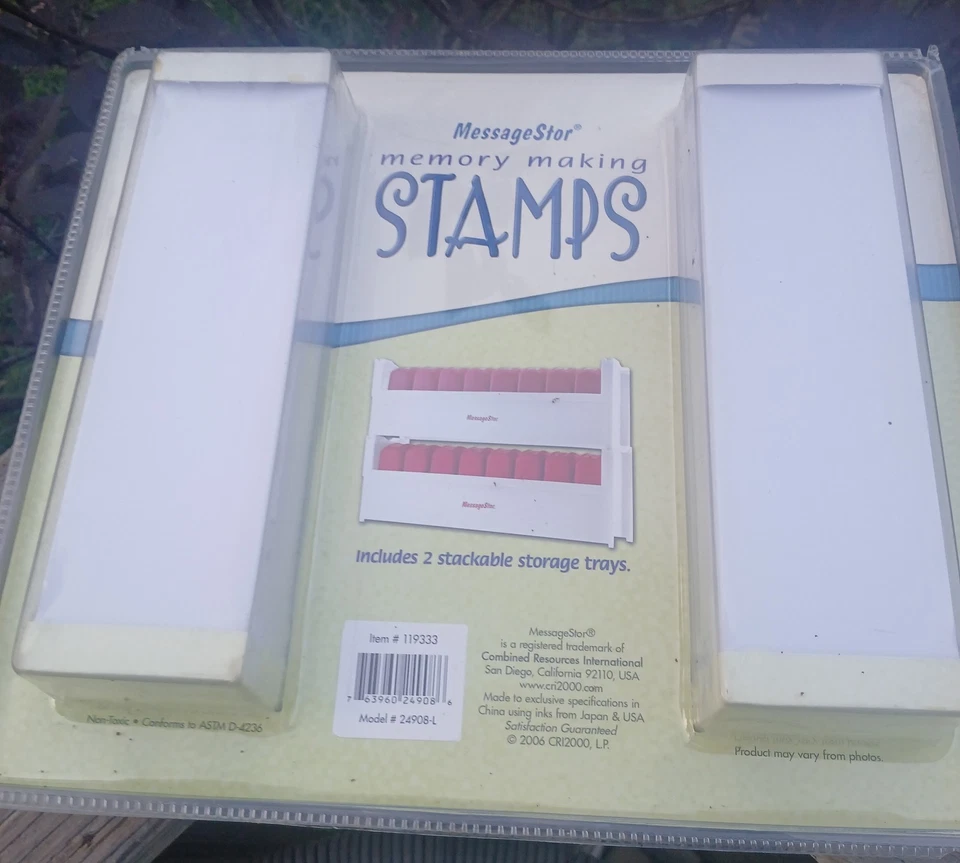 MessageStor®
memory making
STAMPS
MessageStor
MessageStor
Includes 2 stackable storage trays.
Item # 119333
7 63960 24908 6
Model # 24908-L
MessageStor®
is a registered trademark of
Combined Resources International
San Diego, California 92110, USA
www.cri2000.com
Made to exclusive specifications in
China using inks from Japan & USA
Satisfaction Guaranteed
© 2006 CRI2000, L.P.
Non-Toxic • Conforms to ASTM D-4236
Product may vary from photos.